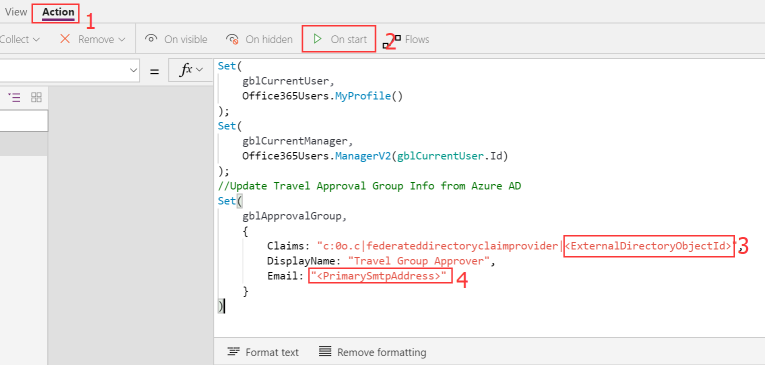 View Action 1
Collect Remove On visible On hidden On start 2 Flows
= fx
Set(
gblCurrentUser,
Office365Users.MyProfile()
);
Set(
gblCurrentManager,
Office365Users.ManagerV2(gblCurrentUser.Id)
);
//Update Travel Approval Group Info from Azure AD
Set(
gblApprovalGroup,
{
Claims: "c:0o.c|federateddirectoryclaimprovider|<ExternalDirectoryObjectId>", 3
DisplayName: "Travel Group Approver",
Email: "<PrimarySmtpAddress>" 4
}
)
Format text Remove formatting